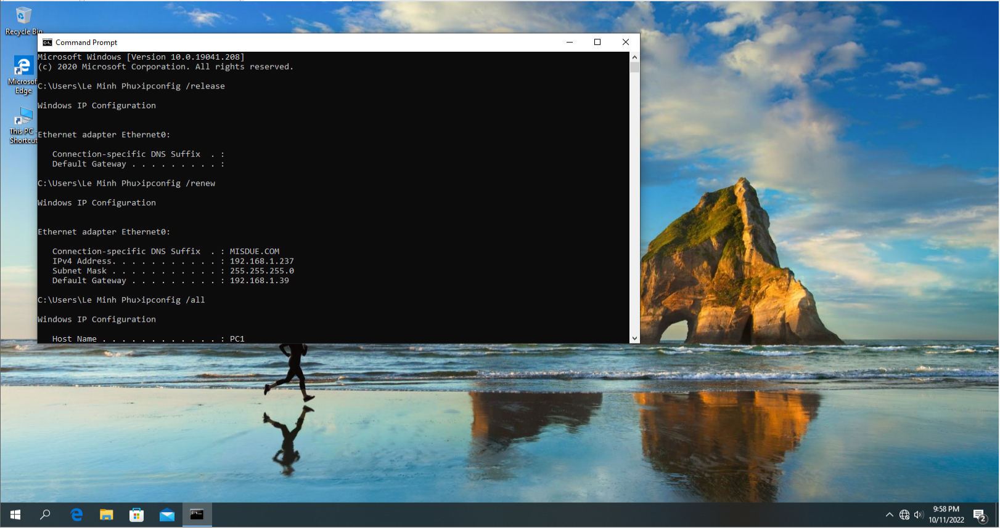 Recycle Bin
Microsof
Edge
This PC -
Shortcut
Command Prompt
Microsoft Windows [Version 10.0.19041.208]
(c) 2020 Microsoft Corporation. All rights reserved.
C:\Users\Le Minh Phu>ipconfig /release
Windows IP Configuration
Ethernet adapter Ethernet0:
Connection-specific DNS Suffix  . :
Default Gateway . . . . . . . . . :
C:\Users\Le Minh Phu>ipconfig /renew
Windows IP Configuration
Ethernet adapter Ethernet0:
Connection-specific DNS Suffix  . : MISDUE.COM
IPv4 Address. . . . . . . . . . . : 192.168.1.237
Subnet Mask . . . . . . . . . . . : 255.255.255.0
Default Gateway . . . . . . . . . : 192.168.1.39
C:\Users\Le Minh Phu>ipconfig /all
Windows IP Configuration
Host Name . . . . . . . . . . . . : PC1
9:58 PM
10/11/2022
2